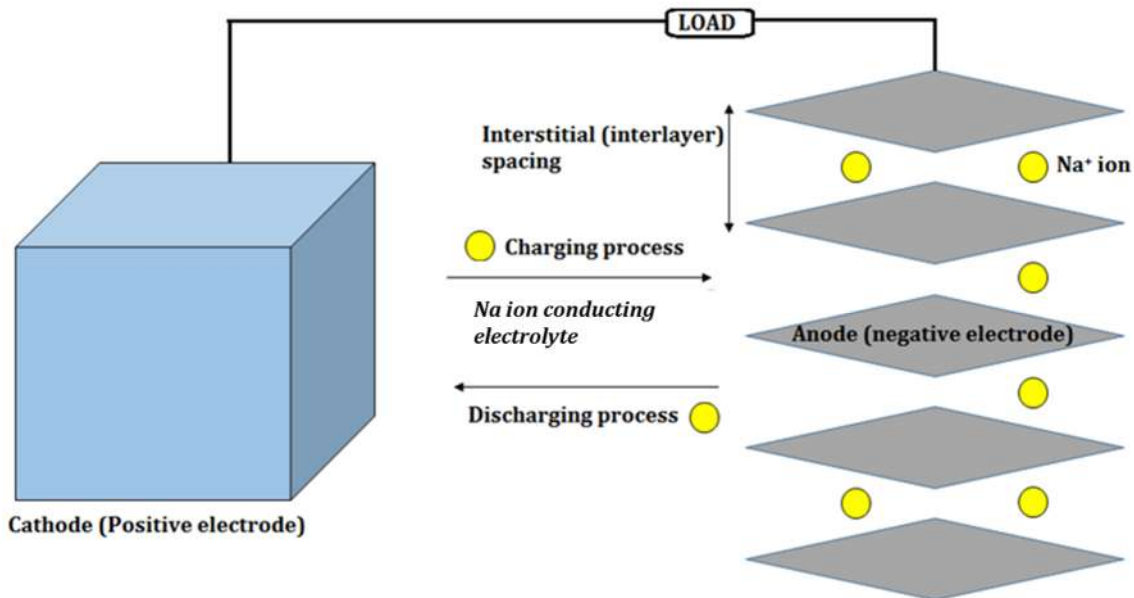 LOAD
Interstitial (interlayer)
spacing
Na⁺ ion
Charging process
Na ion conducting
electrolyte
Anode (negative electrode)
Discharging process
Cathode (Positive electrode)